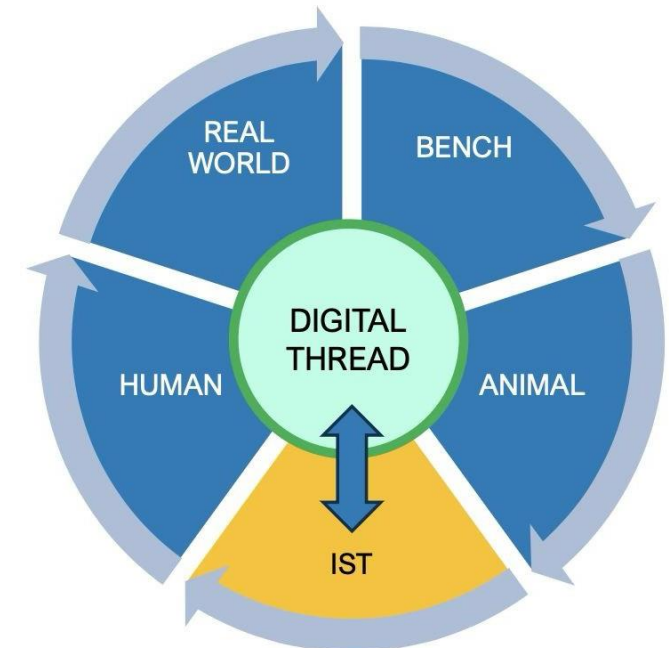 REAL
WORLD
BENCH
DIGITAL
THREAD
HUMAN
ANIMAL
IST